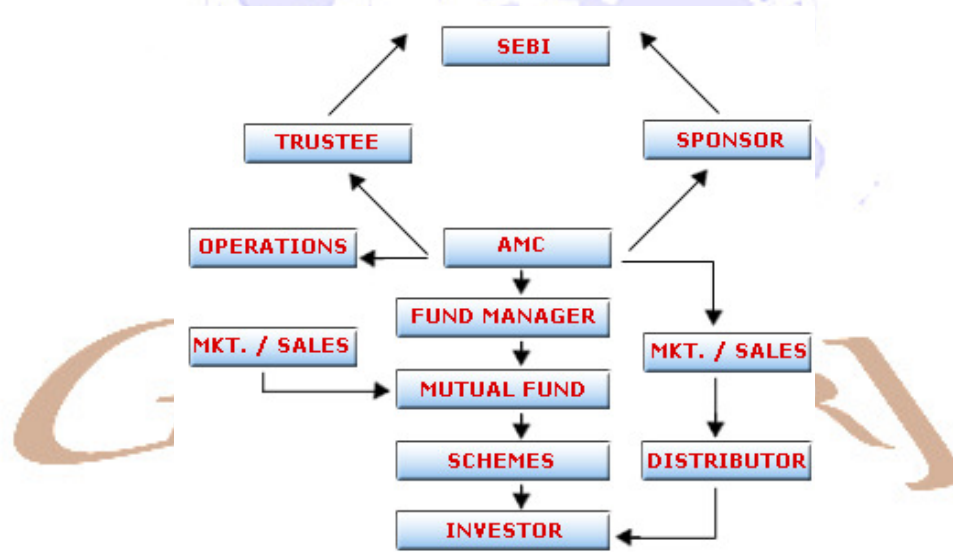 SEBI
TRUSTEE
SPONSOR
OPERATIONS
AMC
FUND MANAGER
MKT. / SALES
MKT. / SALES
MUTUAL FUND
SCHEMES
DISTRIBUTOR
INVESTOR